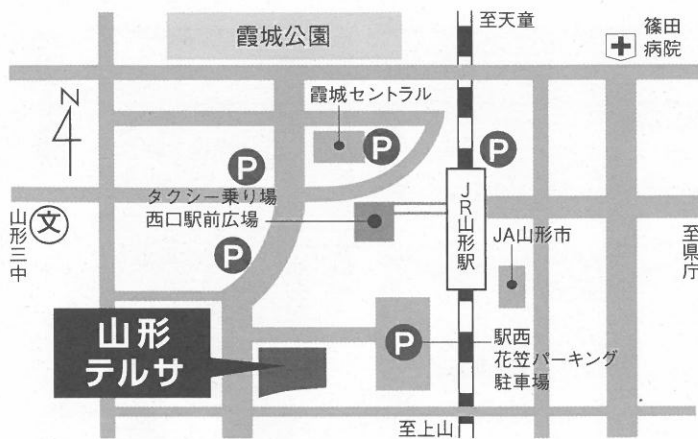 霞城公園
至天童
篠田
病院
N
霞城セントラル
P
P
P
タクシー乗り場
西口駅前広場
JR山形駅
文
山形三中
JA山形市
至県庁
P
山形
テルサ
P
駅西
花笠パーキング
駐車場
至上山